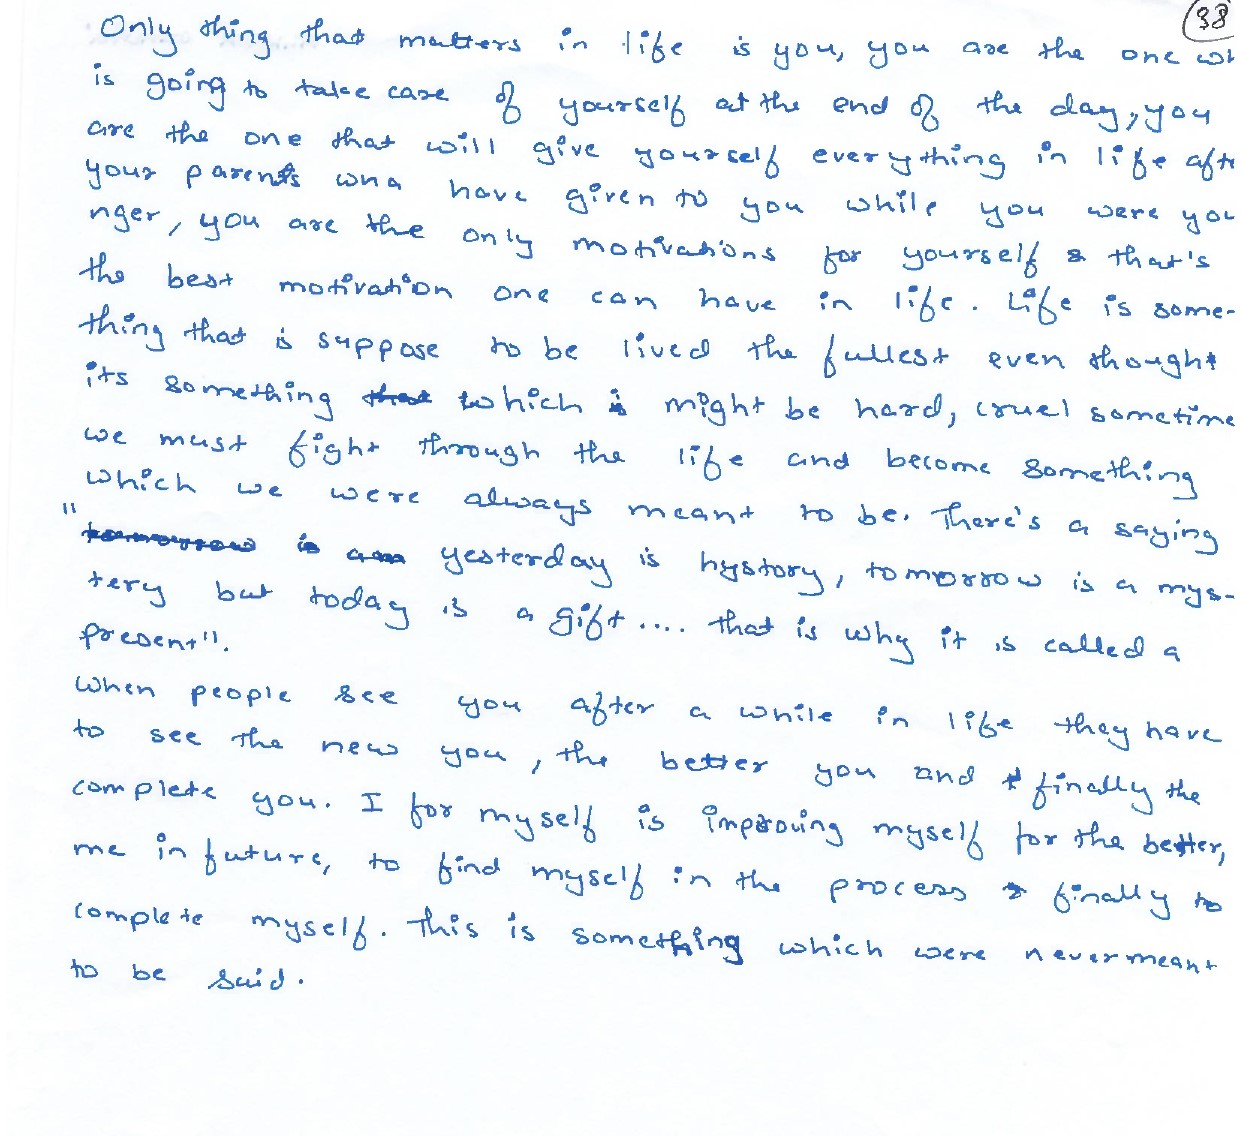 38
Only thing that matters in life is you, you are the one wh
is going to take care of yourself at the end of the day, you
are the one that will give yourself everything in life afte
your parents wna have given to you while you were you
nger, you are the only motivations for yourself & that's
the best motivation one can have in life. Life is some-
thing that is suppose to be lived the fullest even thought
its something that which is might be hard, cruel sometime
we must fight through the life and become something
which we were always meant to be. There's a saying
" tomorrow is a yesterday is hystory, tomorrow is a mys-
tery but today is a gift.... that is why it is called a
present".
When people see you after a while in life they have
to see the new you, the better you and finally the
complete you. I for myself is improving myself for the better,
me in future, to find myself in the process & finally to
complete myself. This is something which were never meant
to be said.